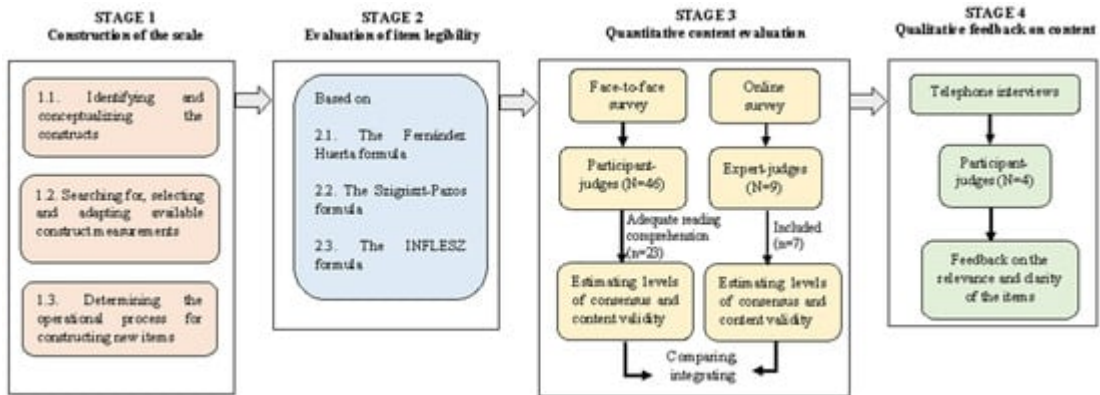 STAGE 1
Construction of the scale
1.1. Identifying and
conceptualizing the
constructs
1.2. Searching for, selecting
and adapting available
construct measurements
1.3. Determining the
operational process for
constructing new items
STAGE 2
Evaluation of item legibility
Based on
2.1. The Fernández
Huerta formula
2.2. The Szigriszt-Pazos
formula
2.3. The INFLESZ
formula
STAGE 3
Quantitative content evaluation
Face-to-face
survey
Participant-
judges (N=46)
Adequate reading
comprehension
(n=23)
Estimating levels
of consensus and
content validity
Online
survey
Expert-judges
(N=9)
Included
(n=7)
Estimating levels
of consensus and
content validity
Comparing,
integrating
STAGE 4
Qualitative feedback on content
Telephone interviews
Participant-
judges (N=4)
Feedback on the
relevance and clarity
of the items